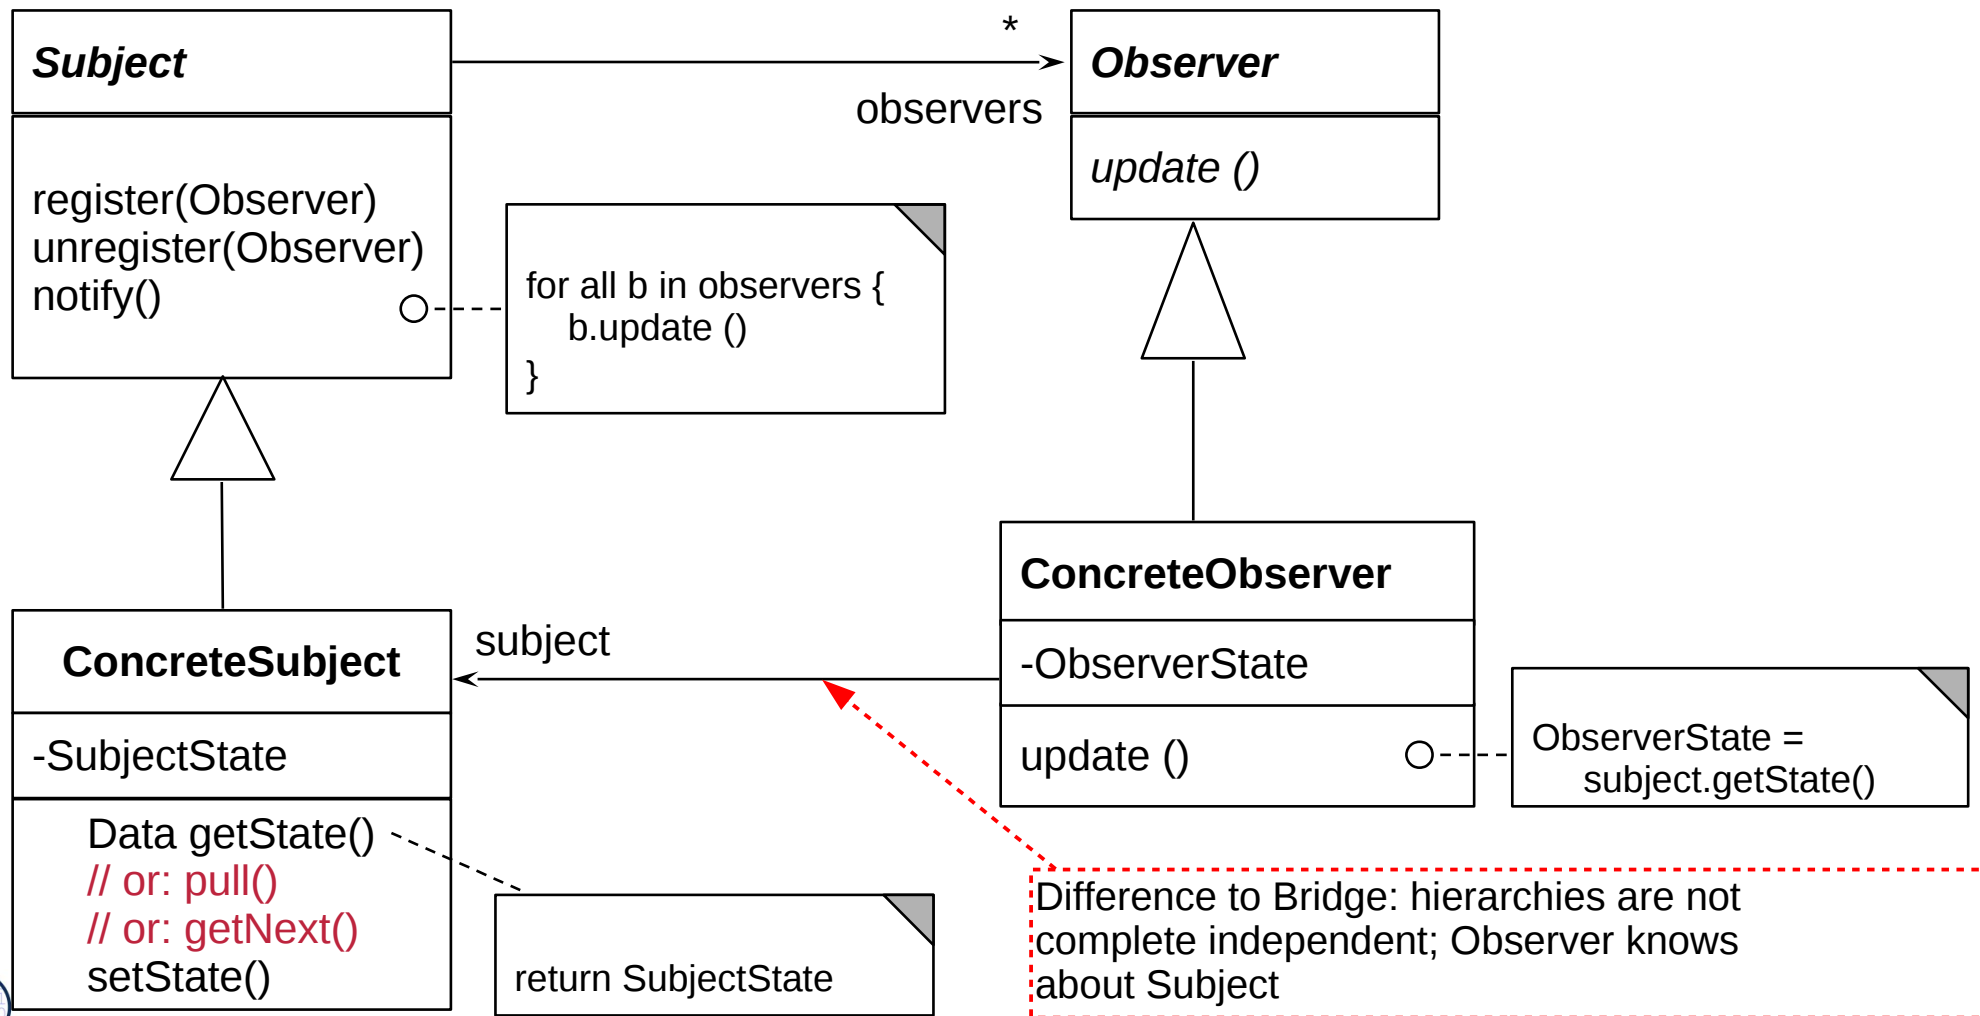 Subject
*
Observer
observers
update ()
register(Observer)
unregister(Observer)
notify()
for all b in observers {
b.update ()
}
ConcreteObserver
-ObserverState
update ()
subject
ConcreteSubject
-SubjectState
Data getState()
// or: pull()
// or: getNext()
setState()
ObserverState =
subject.getState()
return SubjectState
Difference to Bridge: hierarchies are not
complete independent; Observer knows
about Subject